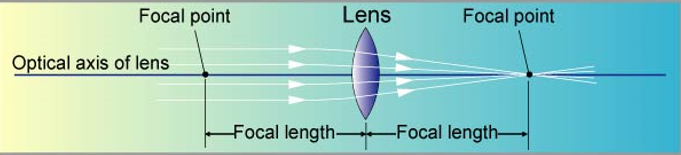 Focal point
Lens
Focal point
Optical axis of lens
Focal length
Focal length